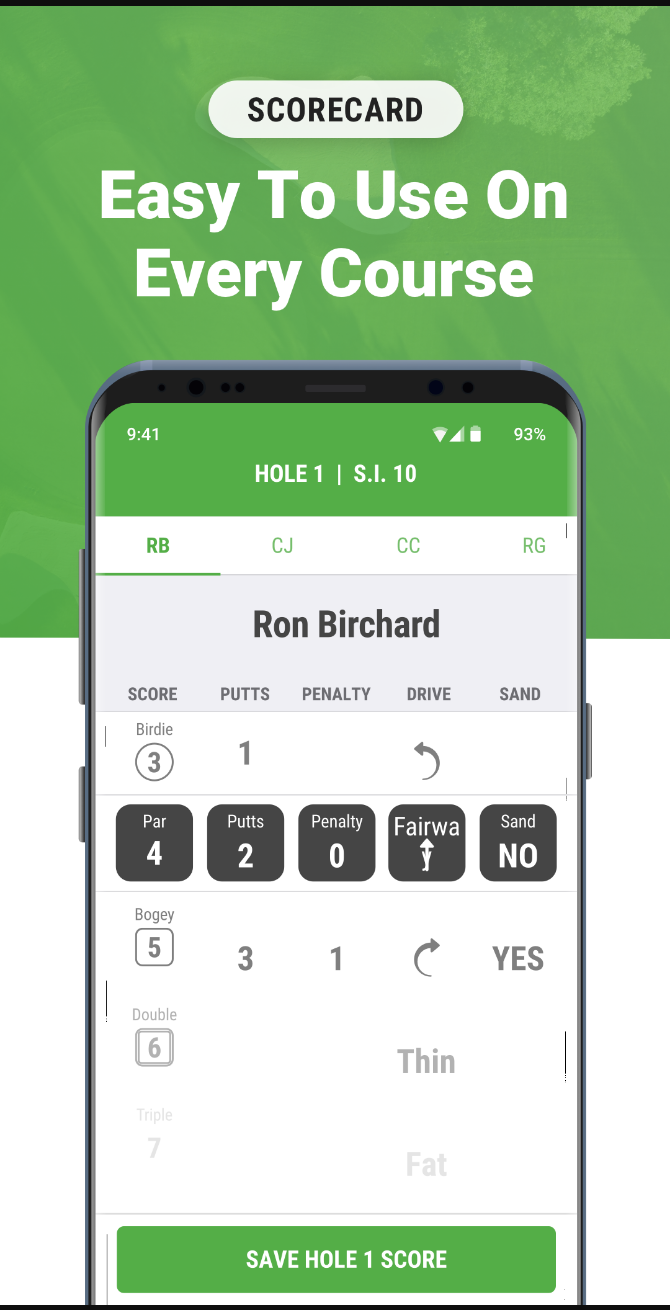 SCORECARD
Easy To Use On
Every Course
9:41 93%
HOLE 1 | S.I. 10
RB CJ CC RG
Ron Birchard
SCORE PUTTS PENALTY DRIVE SAND
Birdie
3 1
Par Putts Penalty Fairwa
y Sand
4 2 0 NO
Bogey
5 3 1 YES
Double
6 Thin
Triple
7 Fat
SAVE HOLE 1 SCORE